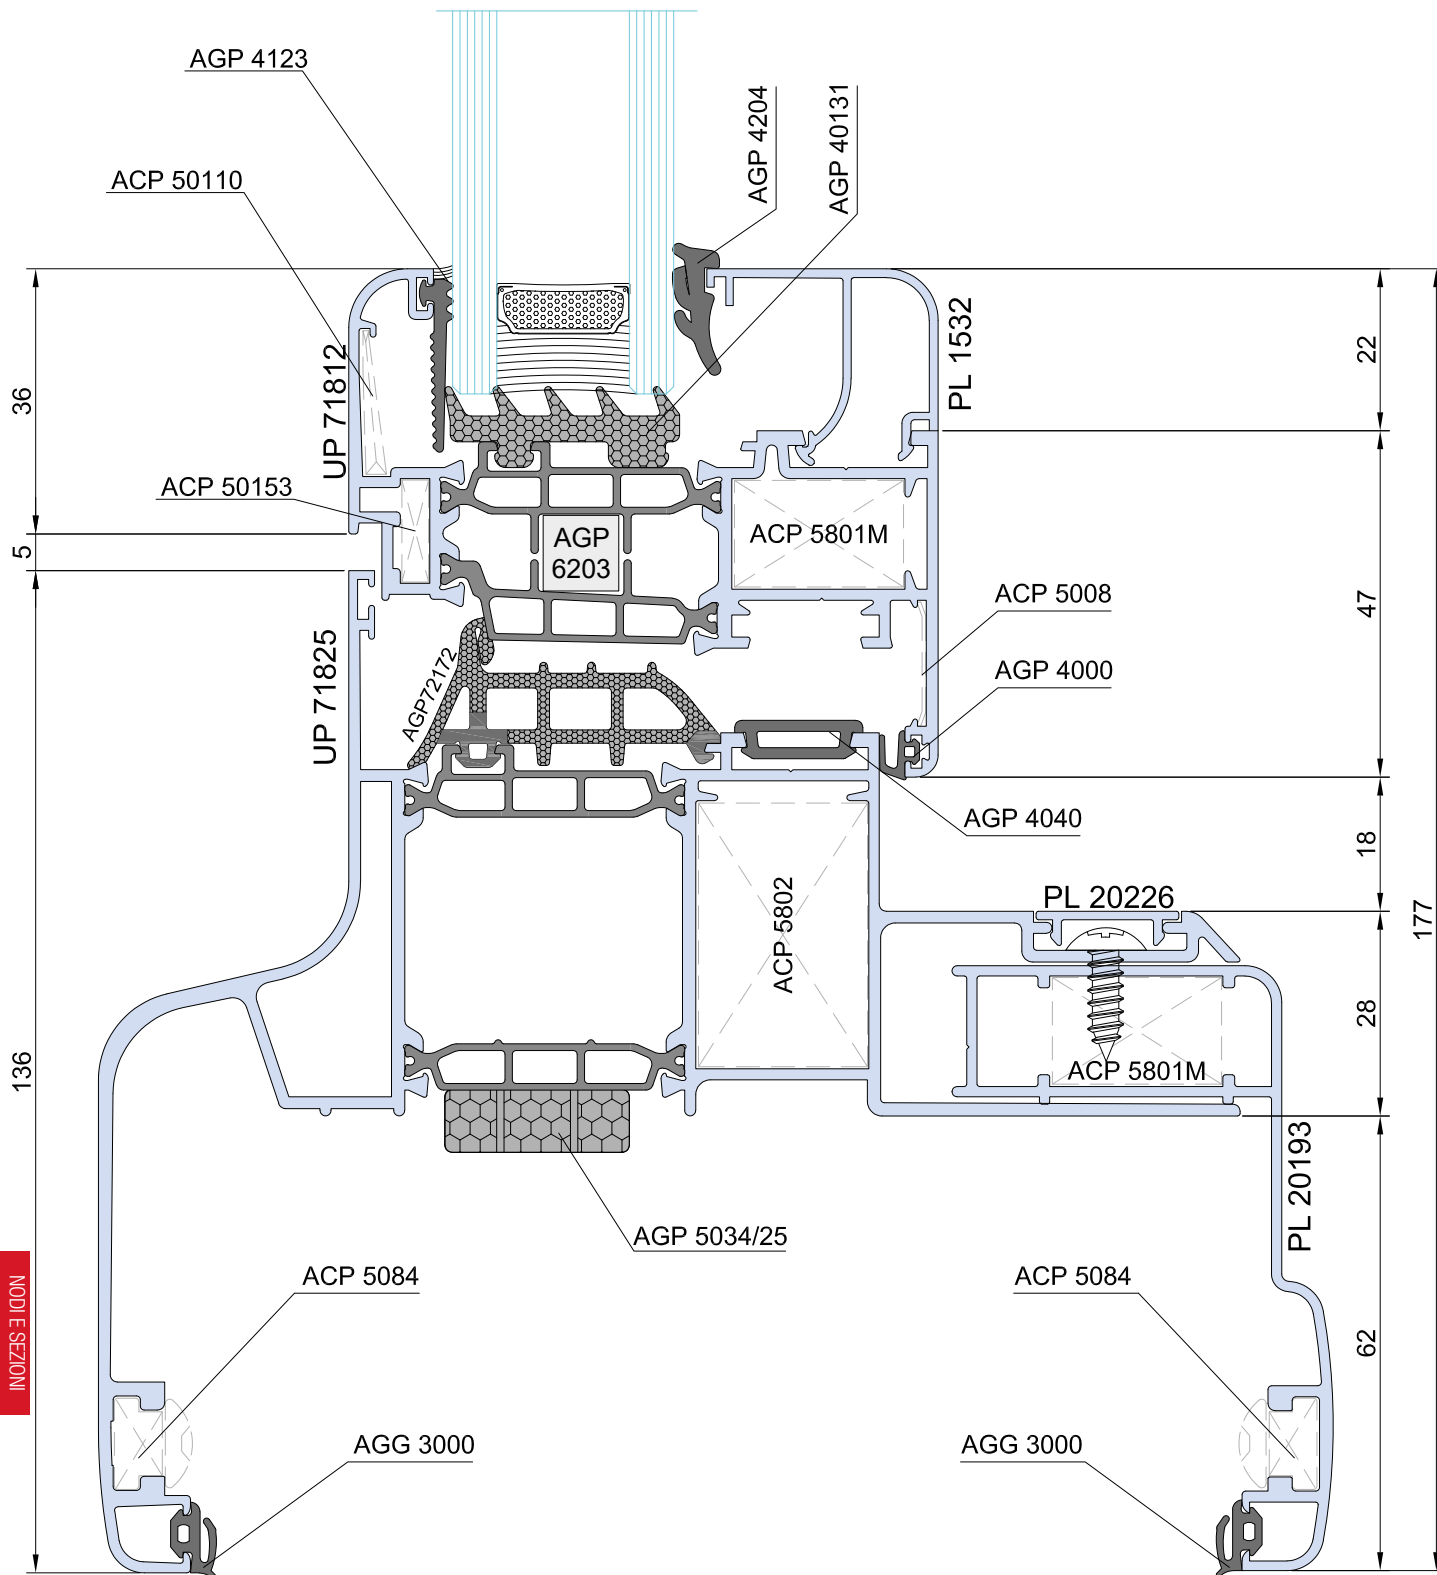 AGP 4123
AGP 4204
AGP 40131
ACP 50110
UP 71812
PL 1532
36
22
ACP 50153
AGP
6203
ACP 5801M
5
ACP 5008
47
UP 71825
AGP72172
AGP 4000
AGP 4040
18
ACP 5802
PL 20226
177
28
136
ACP 5801M
PL 20193
AGP 5034/25
ACP 5084
ACP 5084
NODI E SEZIONI
62
AGG 3000
AGG 3000